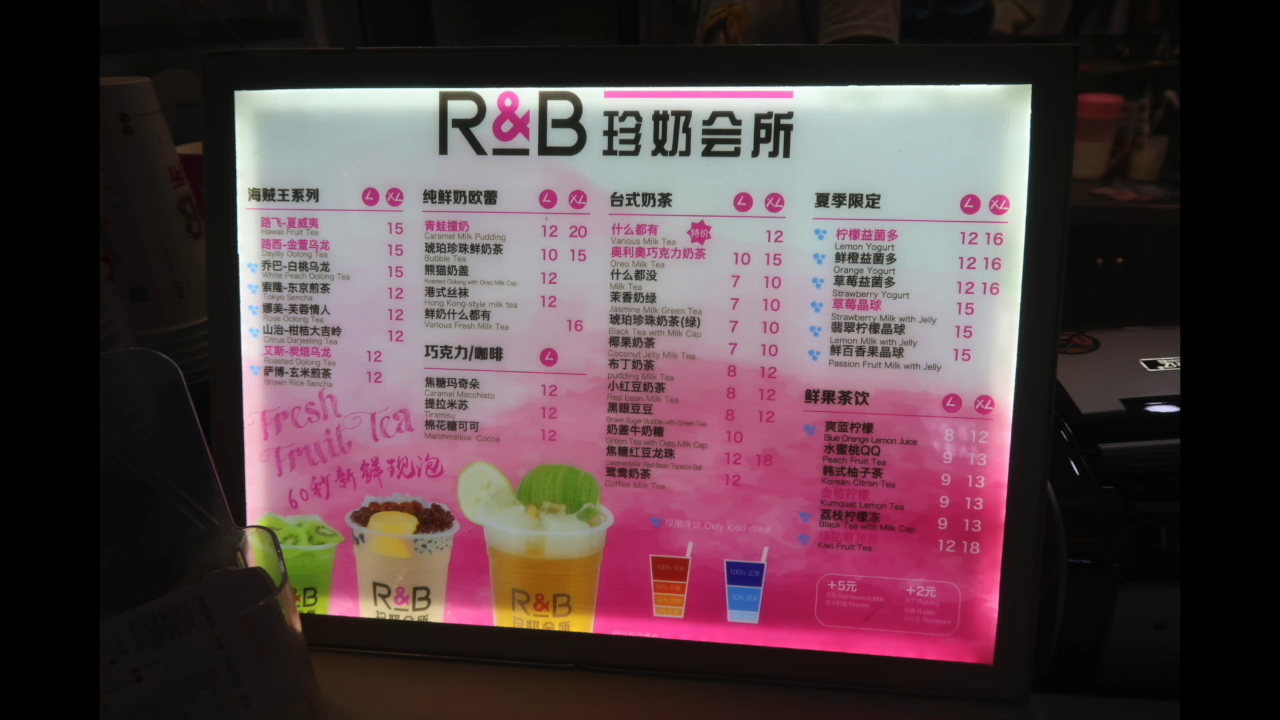 R&B 珍奶会所
海贼王系列 L XL
路飞-夏威夷 15
Hawaii Fruit Tea
路西-金萱乌龙 15
Daylily Oolong Tea
乔巴-白桃乌龙 15
White Peach Oolong Tea
索隆-东京煎茶 12
Tokyo Sencha
娜美-芙蓉情人 12
Rose Oolong Tea
山治-柑桔大吉岭 12
Citrus Darjeeling Tea
艾斯-炭焙乌龙 12
Roasted Oolong Tea
萨博-玄米煎茶 12
Brown Rice Sencha
Fresh
Fruit Tea
60秒新鲜现泡
纯鲜奶欧蕾 L XL
青蛙撞奶 12 20
Caramel Milk Pudding
琥珀珍珠鲜奶茶 10 15
Bubble Tea
熊猫奶盖 12
Roasted Oolong with Oreo Milk Cap
港式丝袜 12
Hong Kong-style milk tea
鲜奶什么都有 16
Various Fresh Milk Tea
巧克力/咖啡 L
焦糖玛奇朵 12
Caramel Macchiato
提拉米苏 12
Tiramisu
棉花糖可可 12
Marshmallow Cocoa
台式奶茶 L XL
什么都有 特价 12
Various Milk Tea
奥利奥巧克力奶茶 10 15
Oreo Milk Tea
什么都没 7 10
Milk Tea
茉香奶绿 7 10
Jasmine Milk Green Tea
琥珀珍珠奶茶(绿) 7 10
Black Tea with Milk Cap
椰果奶茶 7 10
Coconut Jelly Milk Tea
布丁奶茶 8 12
pudding Milk Tea
小红豆奶茶 8 12
Red bean Milk Tea
黑眼豆豆 8 12
Brown Sugar Bubble with Green Tea
奶盖牛奶糖 10
Green Tea with Oats Milk Cap
焦糖红豆龙珠 12 18
鸳鸯奶茶 12
Coffee Milk Tea
仅限冷饮 Only iced drink
夏季限定 L XL
柠檬益菌多 12 16
Lemon Yogurt
鲜橙益菌多 12 16
Orange Yogurt
草莓益菌多 12 16
Strawberry Yogurt
草莓晶球 15
Strawberry Milk with Jelly
翡翠柠檬晶球 15
Lemon Milk with Jelly
鲜百香果晶球 15
Passion Fruit Milk with Jelly
鲜果茶饮 L XL
爽蓝柠檬 8 12
Blue Orange Lemon Juice
水蜜桃QQ 9 13
Peach Fruit Tea
韩式柚子茶 9 13
Korean Citron Tea
金桔柠檬 9 13
Kumquat Lemon Tea
荔枝柠檬冻 9 13
Black Tea with Milk Cap
12 18
Kiwi Fruit Tea
+5元 +2元
R&B
R&B
珍奶会所
R&B
珍奶会所